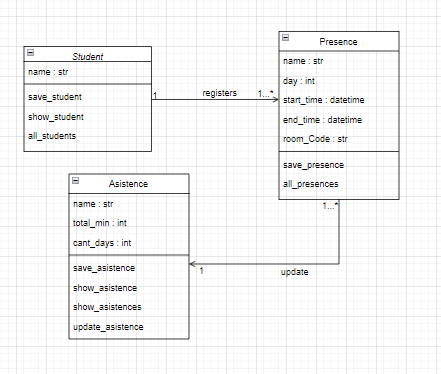 Student
name : str
save_student
show_student
all_students
1
registers
1...*
Presence
name : str
day : int
start_time : datetime
end_time : datetime
room_Code : str
save_presence
all_presences
1...*
update
1
Asistence
name : str
total_min : int
cant_days : int
save_asistence
show_asistence
show_asistences
update_asistence